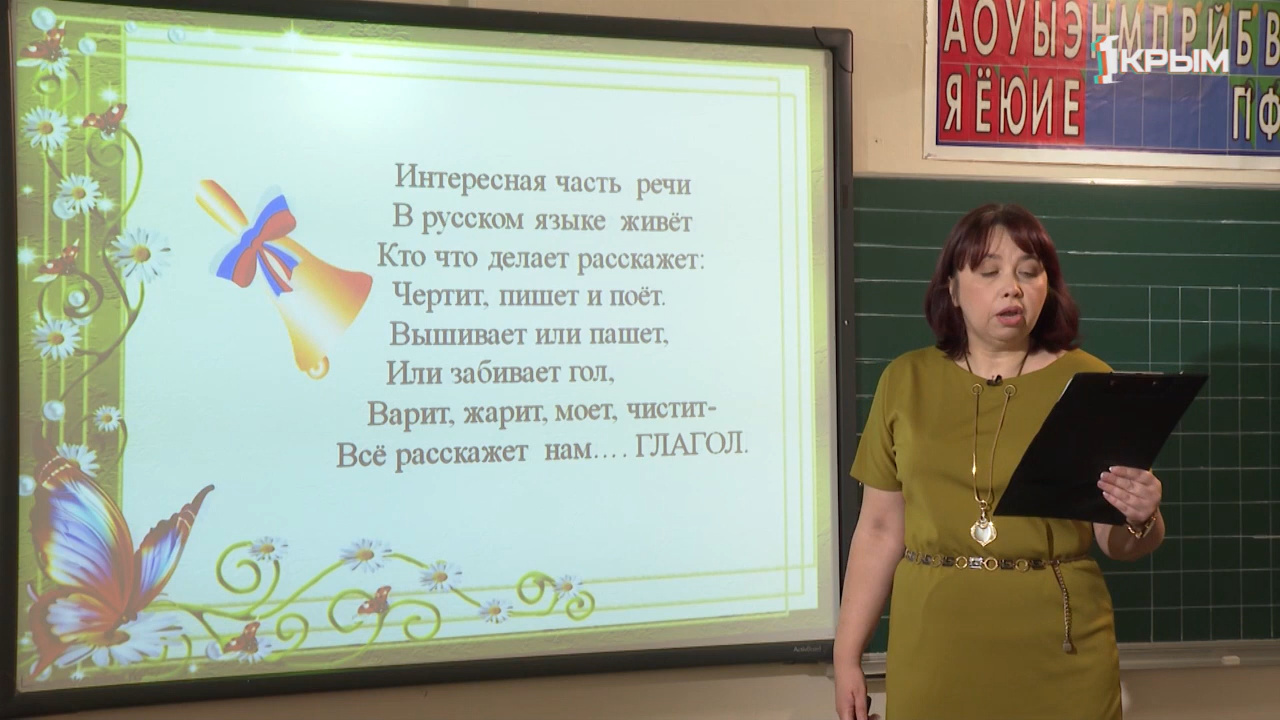 Интересная часть речи
В русском языке живёт
Кто что делает расскажет:
Чертит, пишет и поёт.
Вышивает или пашет,
Или забивает гол,
Варит, жарит, моет, чистит-
Всё расскажет нам.... ГЛАГОЛ.
АОУЫЭНМЛРЙБВ
ЯЁЮИЕ ПФ
1КРЫМ